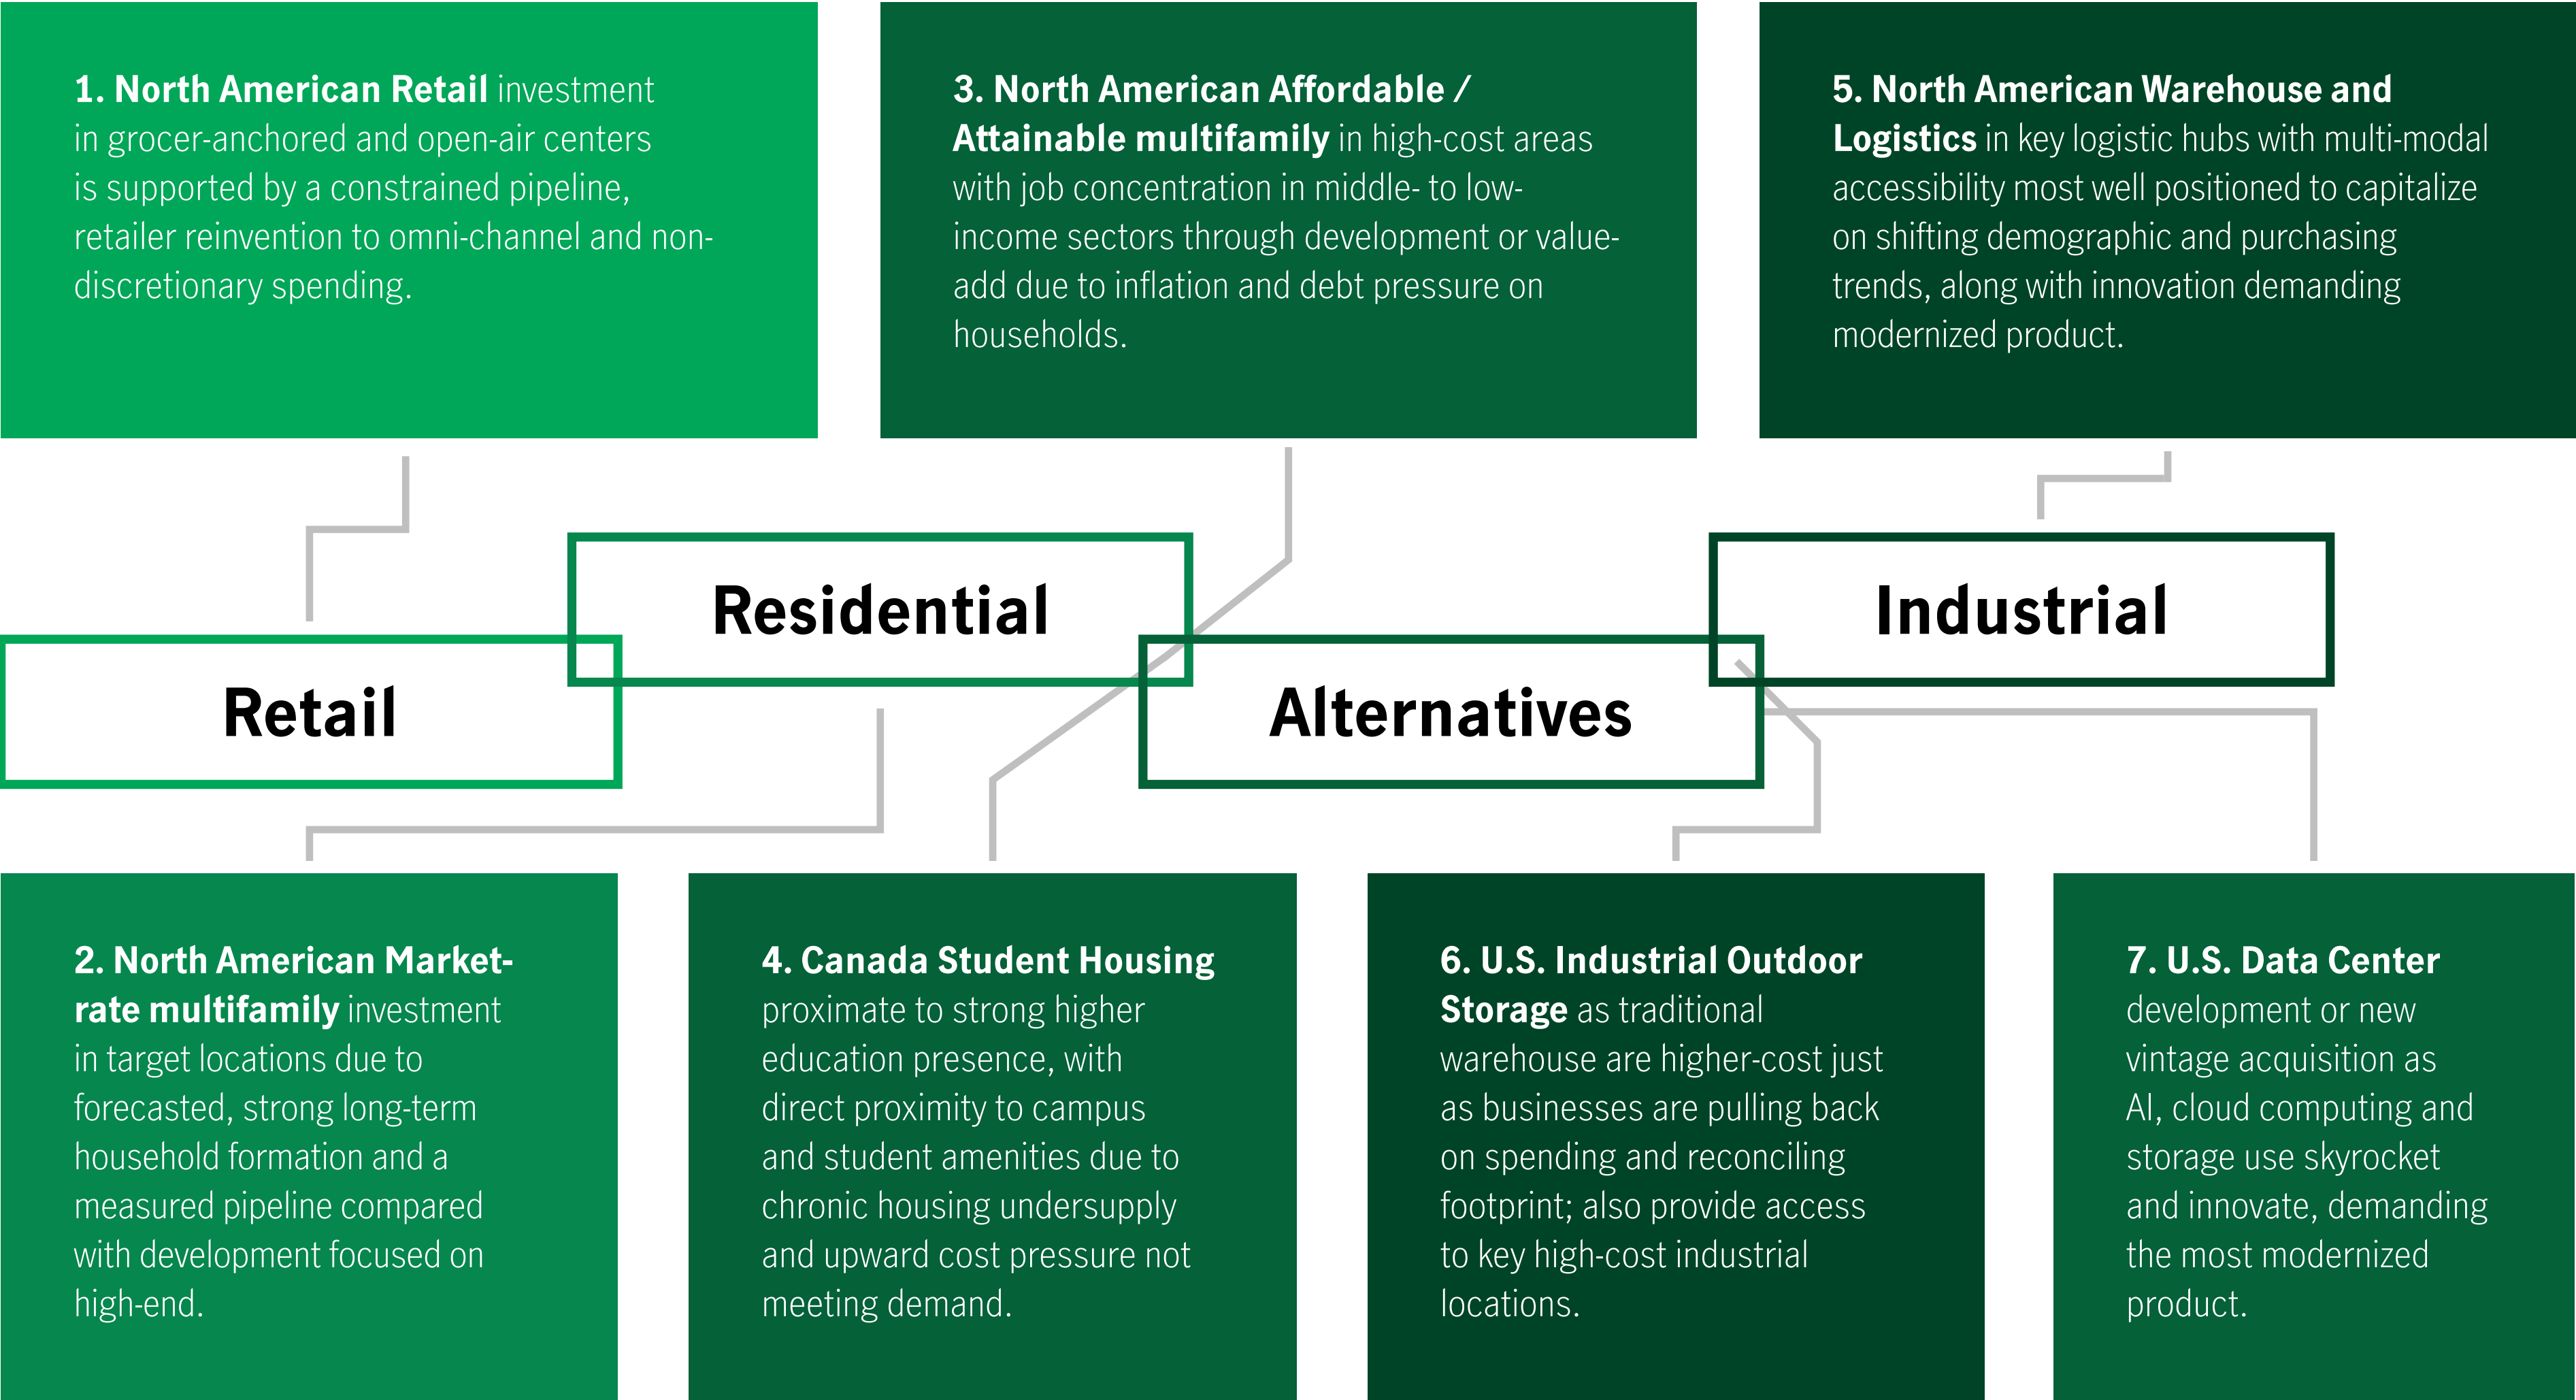 1. North American Retail investment
in grocer-anchored and open-air centers
is supported by a constrained pipeline,
retailer reinvention to omni-channel and non-
discretionary spending.
3. North American Affordable /
Attainable multifamily in high-cost areas
with job concentration in middle- to low-
income sectors through development or value-
add due to inflation and debt pressure on
households.
5. North American Warehouse and
Logistics in key logistic hubs with multi-modal
accessibility most well positioned to capitalize
on shifting demographic and purchasing
trends, along with innovation demanding
modernized product.
Retail
Residential
Alternatives
Industrial
2. North American Market-
rate multifamily investment
in target locations due to
forecasted, strong long-term
household formation and a
measured pipeline compared
with development focused on
high-end.
4. Canada Student Housing
proximate to strong higher
education presence, with
direct proximity to campus
and student amenities due to
chronic housing undersupply
and upward cost pressure not
meeting demand.
6. U.S. Industrial Outdoor
Storage as traditional
warehouse are higher-cost just
as businesses are pulling back
on spending and reconciling
footprint; also provide access
to key high-cost industrial
locations.
7. U.S. Data Center
development or new
vintage acquisition as
AI, cloud computing and
storage use skyrocket
and innovate, demanding
the most modernized
product.